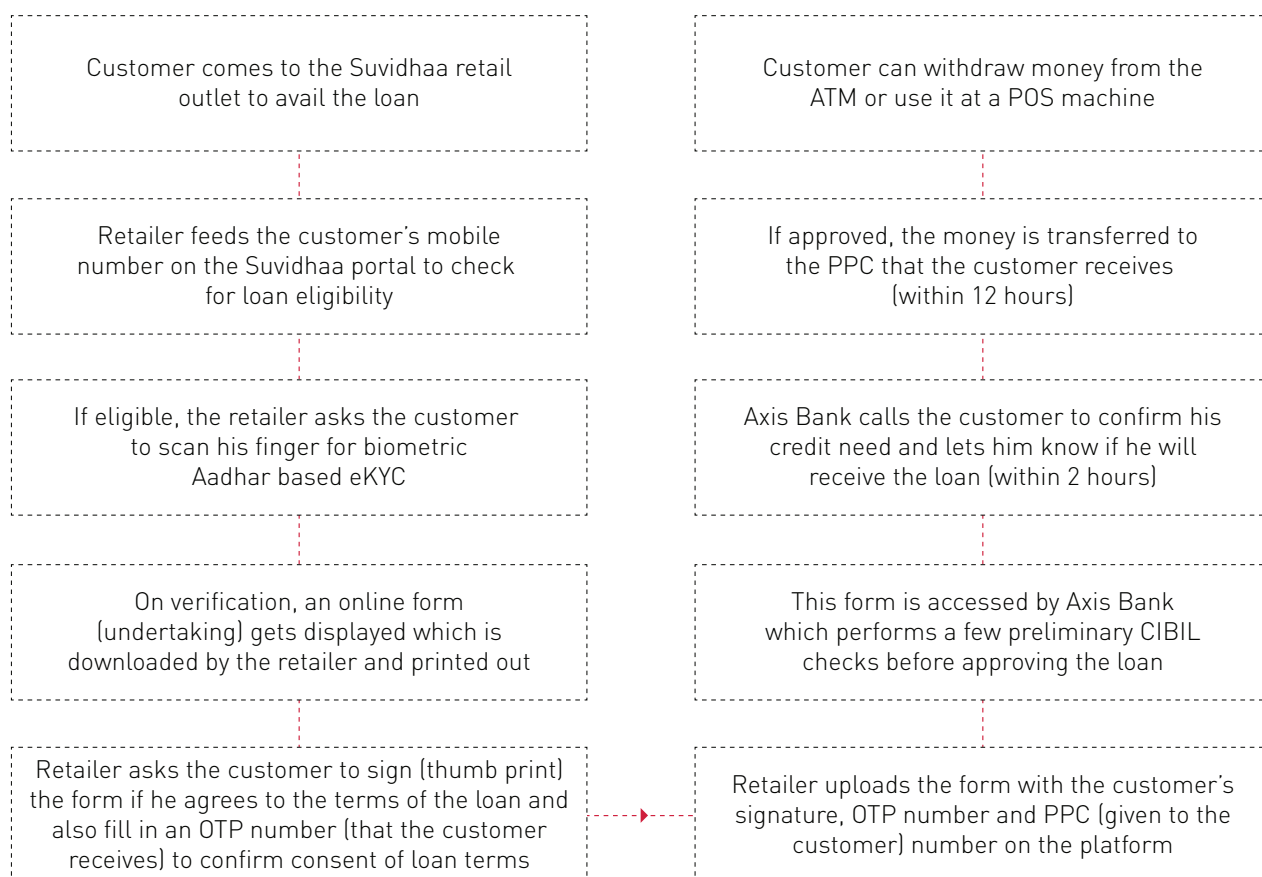 Customer comes to the Suvidhaa retail
outlet to avail the loan
Retailer feeds the customer’s mobile
number on the Suvidhaa portal to check
for loan eligibility
If eligible, the retailer asks the customer
to scan his finger for biometric
Aadhar based eKYC
On verification, an online form
(undertaking) gets displayed which is
downloaded by the retailer and printed out
Retailer asks the customer to sign (thumb print)
the form if he agrees to the terms of the loan and
also fill in an OTP number (that the customer
receives) to confirm consent of loan terms
Retailer uploads the form with the customer’s
signature, OTP number and PPC (given to the
customer) number on the platform
This form is accessed by Axis Bank
which performs a few preliminary CIBIL
checks before approving the loan
Axis Bank calls the customer to confirm his
credit need and lets him know if he will
receive the loan (within 2 hours)
If approved, the money is transferred to
the PPC that the customer receives
(within 12 hours)
Customer can withdraw money from the
ATM or use it at a POS machine